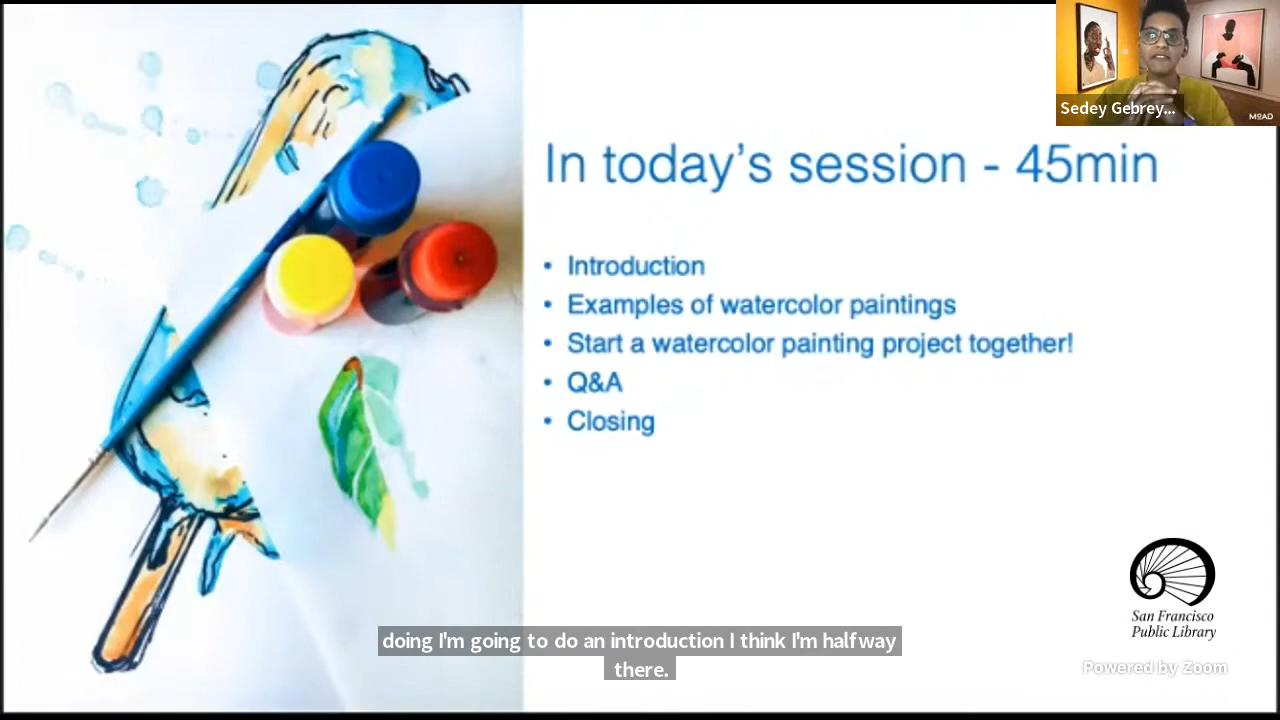 Sedey Gebrey...
MoAD
In today's session - 45min
• Introduction
• Examples of watercolor paintings
• Start a watercolor painting project together!
• Q&A
• Closing
San Francisco
Public Library
doing I'm going to do an introduction I think I'm halfway
there.
Powered by Zoom